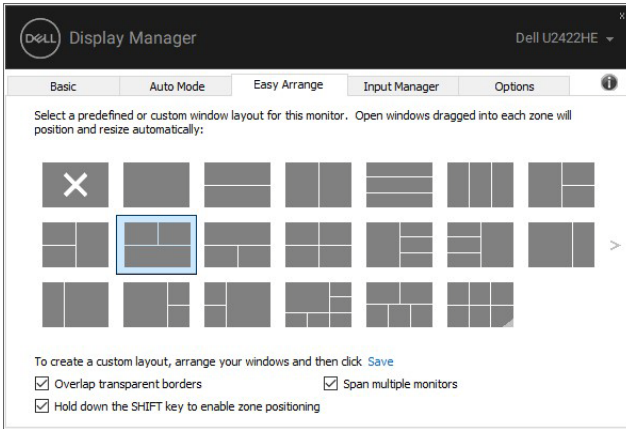 x
DELL Display Manager
Dell U2422HE
Basic
Auto Mode
Easy Arrange
Input Manager
Options
i
Select a predefined or custom window layout for this monitor. Open windows dragged into each zone will
position and resize automatically:
>
To create a custom layout, arrange your windows and then click Save
Overlap transparent borders
Span multiple monitors
Hold down the SHIFT key to enable zone positioning